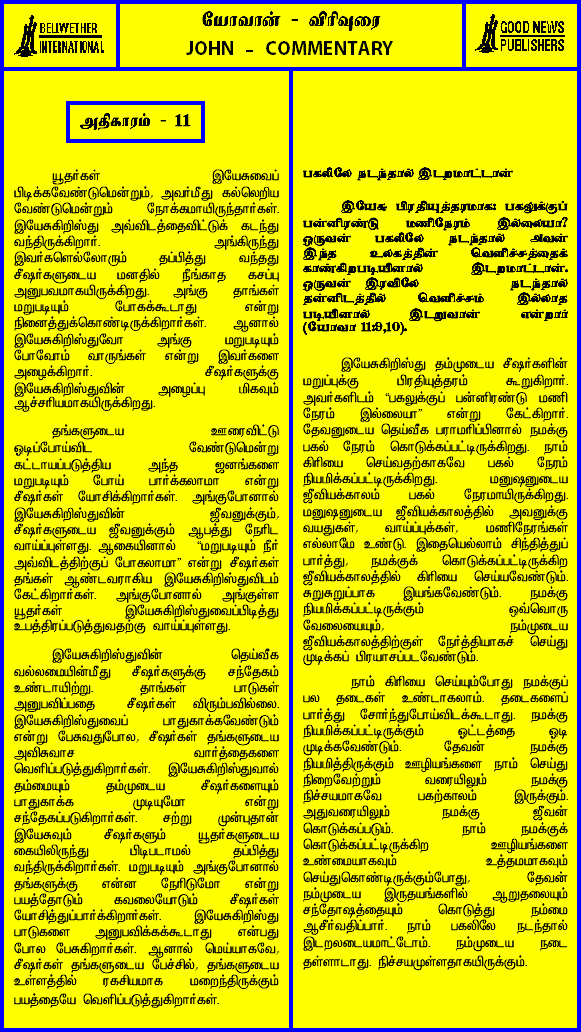 BELWETHER
INTERNATIONAL
யோவான் - விரிவுரை
JOHN - COMMENTARY
GOOD NEWS
PUBLISHERS
அதிகாரம் - 11
யூதர்கள் இயேசுவைப்
பிடிக்கவேண்டுமென்றும், அவர்மீது கல்லெறிய
வேண்டுமென்றும் நோக்கமாயிருந்தார்கள்.
இயேசுகிறிஸ்து அவ்விடத்தைவிட்டுக் கடந்து
வந்திருக்கிறார். அங்கிருந்து
இவர்களெல்லோரும் தப்பித்து வந்தது
சீஷர்களுடைய மனதில் நீங்காத கசப்பு
அனுபவமாகயிருக்கிறது. அங்கு தாங்கள்
மறுபடியும் போகக்கூடாது என்று
நினைத்துக்கொண்டிருக்கிறார்கள். ஆனால்
இயேசுகிறிஸ்துவோ அங்கு மறுபடியும்
போவோம் வாருங்கள் என்று இவர்களை
அழைக்கிறார். சீஷர்களுக்கு
இயேசுகிறிஸ்துவின் அழைப்பு மிகவும்
ஆச்சரியமாகயிருக்கிறது.
தங்களுடைய ஊரைவிட்டு
ஓடிப்போய்விட வேண்டுமென்று
கட்டாயப்படுத்திய அந்த ஜனங்களை
மறுபடியும் போய் பார்க்கலாமா என்று
சீஷர்கள் யோசிக்கிறார்கள். அங்குபோனால்
இயேசுகிறிஸ்துவின் ஜீவனுக்கும்,
சீஷர்களுடைய ஜீவனுக்கும் ஆபத்து நேரிட
வாய்ப்புள்ளது. ஆகையினால் “மறுபடியும் நீர்
அவ்விடத்திற்குப் போகலாமா” என்று சீஷர்கள்
தங்கள் ஆண்டவராகிய இயேசுகிறிஸ்துவிடம்
கேட்கிறார்கள். அங்குபோனால் அங்குள்ள
யூதர்கள் இயேசுகிறிஸ்துவைப்பிடித்து
உபத்திரப்படுத்துவதற்கு வாய்ப்புள்ளது.
இயேசுகிறிஸ்துவின் தெய்வீக
வல்லமையின்மீது சீஷர்களுக்கு சந்தேகம்
உண்டாயிற்று. தாங்கள் பாடுகள்
அனுபவிப்பதை சீஷர்கள் விரும்பவில்லை.
இயேசுகிறிஸ்துவைப் பாதுகாக்கவேண்டும்
என்று பேசுவதுபோல, சீஷர்கள் தங்களுடைய
அவிசுவாச வார்த்தைகளை
வெளிப்படுத்துகிறார்கள். இயேசுகிறிஸ்துவால்
தம்மையும் தம்முடைய சீஷர்களையும்
பாதுகாக்க முடியுமோ என்று
சந்தேகப்படுகிறார்கள். சற்று முன்புதான்
இயேசுவும் சீஷர்களும் யூதர்களுடைய
கையிலிருந்து பிடிபடாமல் தப்பித்து
வந்திருக்கிறார்கள். மறுபடியும் அங்குபோனால்
தங்களுக்கு என்ன நேரிடுமோ என்று
பயத்தோடும் கவலையோடும் சீஷர்கள்
யோசித்துப்பார்க்கிறார்கள். இயேசுகிறிஸ்து
பாடுகளை அனுபவிக்கக்கூடாது என்பது
போல பேசுகிறார்கள். ஆனால் மெய்யாகவே,
சீஷர்கள் தங்களுடைய பேச்சில், தங்களுடைய
உள்ளத்தில் ரகசியமாக மறைந்திருக்கும்
பயத்தையே வெளிப்படுத்துகிறார்கள்.
பகலிலே நடந்தால் இடறமாட்டான்
இயேசு பிரதியுத்தரமாக: பகலுக்குப்
பன்னிரண்டு மணிநேரம் இல்லையா?
ஒருவன் பகலிலே நடந்தால் அவன்
இந்த உலகத்தின் வெளிச்சத்தைக்
காண்கிறபடியினால் இடறமாட்டான்.
ஒருவன் இரவிலே நடந்தால்
தன்னிடத்தில் வெளிச்சம் இல்லாத
படியினால் இடறுவான் என்றார்
(யோவா 11:9,10).
இயேசுகிறிஸ்து தம்முடைய சீஷர்களின்
மறுப்புக்கு பிரதியுத்தரம் கூறுகிறார்.
அவர்களிடம் “பகலுக்குப் பன்னிரண்டு மணி
நேரம் இல்லையா” என்று கேட்கிறார்.
தேவனுடைய தெய்வீக பராமரிப்பினால் நமக்கு
பகல் நேரம் கொடுக்கப்பட்டிருக்கிறது. நாம்
கிரியை செய்வதற்காகவே பகல் நேரம்
நியமிக்கப்பட்டிருக்கிறது. மனுஷனுடைய
ஜீவியகாலம் பகல் நேரமாயிருக்கிறது.
மனுஷனுடைய ஜீவியகாலத்தில் அவனுக்கு
வயதுகள், வாய்ப்புக்கள், மணிநேரங்கள்
எல்லாமே உண்டு. இதையெல்லாம் சிந்தித்துப்
பார்த்து, நமக்குக் கொடுக்கப்பட்டிருக்கிற
ஜீவியகாலத்தில் கிரியை செய்யவேண்டும்.
சுறுசுறுப்பாக இயங்கவேண்டும். நமக்கு
நியமிக்கப்பட்டிருக்கும் ஒவ்வொரு
வேலையையும், நம்முடைய
ஜீவியகாலத்திற்குள் நேர்த்தியாகச் செய்து
முடிக்கப் பிரயாசப்படவேண்டும்.
நாம் கிரியை செய்யும்போது நமக்குப்
பல தடைகள் உண்டாகலாம். தடைகளைப்
பார்த்து சோர்ந்துபோய்விடக்கூடாது. நமக்கு
நியமிக்கப்பட்டிருக்கும் ஓட்டத்தை ஓடி
முடிக்கவேண்டும். தேவன் நமக்கு
நியமித்திருக்கும் ஊழியங்களை நாம் செய்து
நிறைவேற்றும் வரையிலும் நமக்கு
நிச்சயமாகவே பகற்காலம் இருக்கும்.
அதுவரையிலும் நமக்கு ஜீவன்
கொடுக்கப்படும். நாம் நமக்குக்
கொடுக்கப்பட்டிருக்கிற ஊழியங்களை
உண்மையாகவும் உத்தமமாகவும்
செய்துகொண்டிருக்கும்போது, தேவன்
நம்முடைய இருதயங்களில் ஆறுதலையும்
சந்தோஷத்தையும் கொடுத்து நம்மை
ஆசீர்வதிப்பார். நாம் பகலிலே நடந்தால்
இடறலடையமாட்டோம். நம்முடைய நடை
தள்ளாடாது. நிச்சயமுள்ளதாகயிருக்கும்.